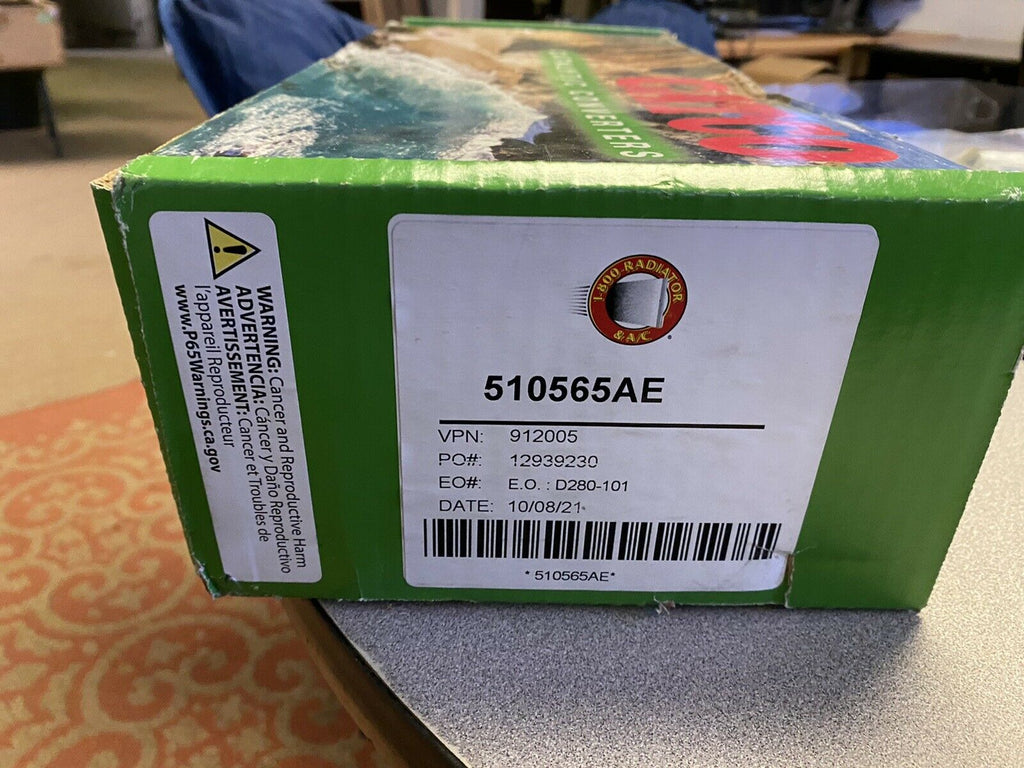 CONVERTERS
WARNING: Cancer and Reproductive Harm
ADVERTENCIA: Cáncer y Daño Reproductivo
AVERTISSEMENT: Cancer et Troubles de
l'appareil Reproducteur
www.P65Warnings.ca.gov
1-800 RADIATOR
& A/C
510565AE
VPN: 912005
PO#: 12939230
EO#: E.O. : D280-101
DATE: 10/08/21
*510565AE*